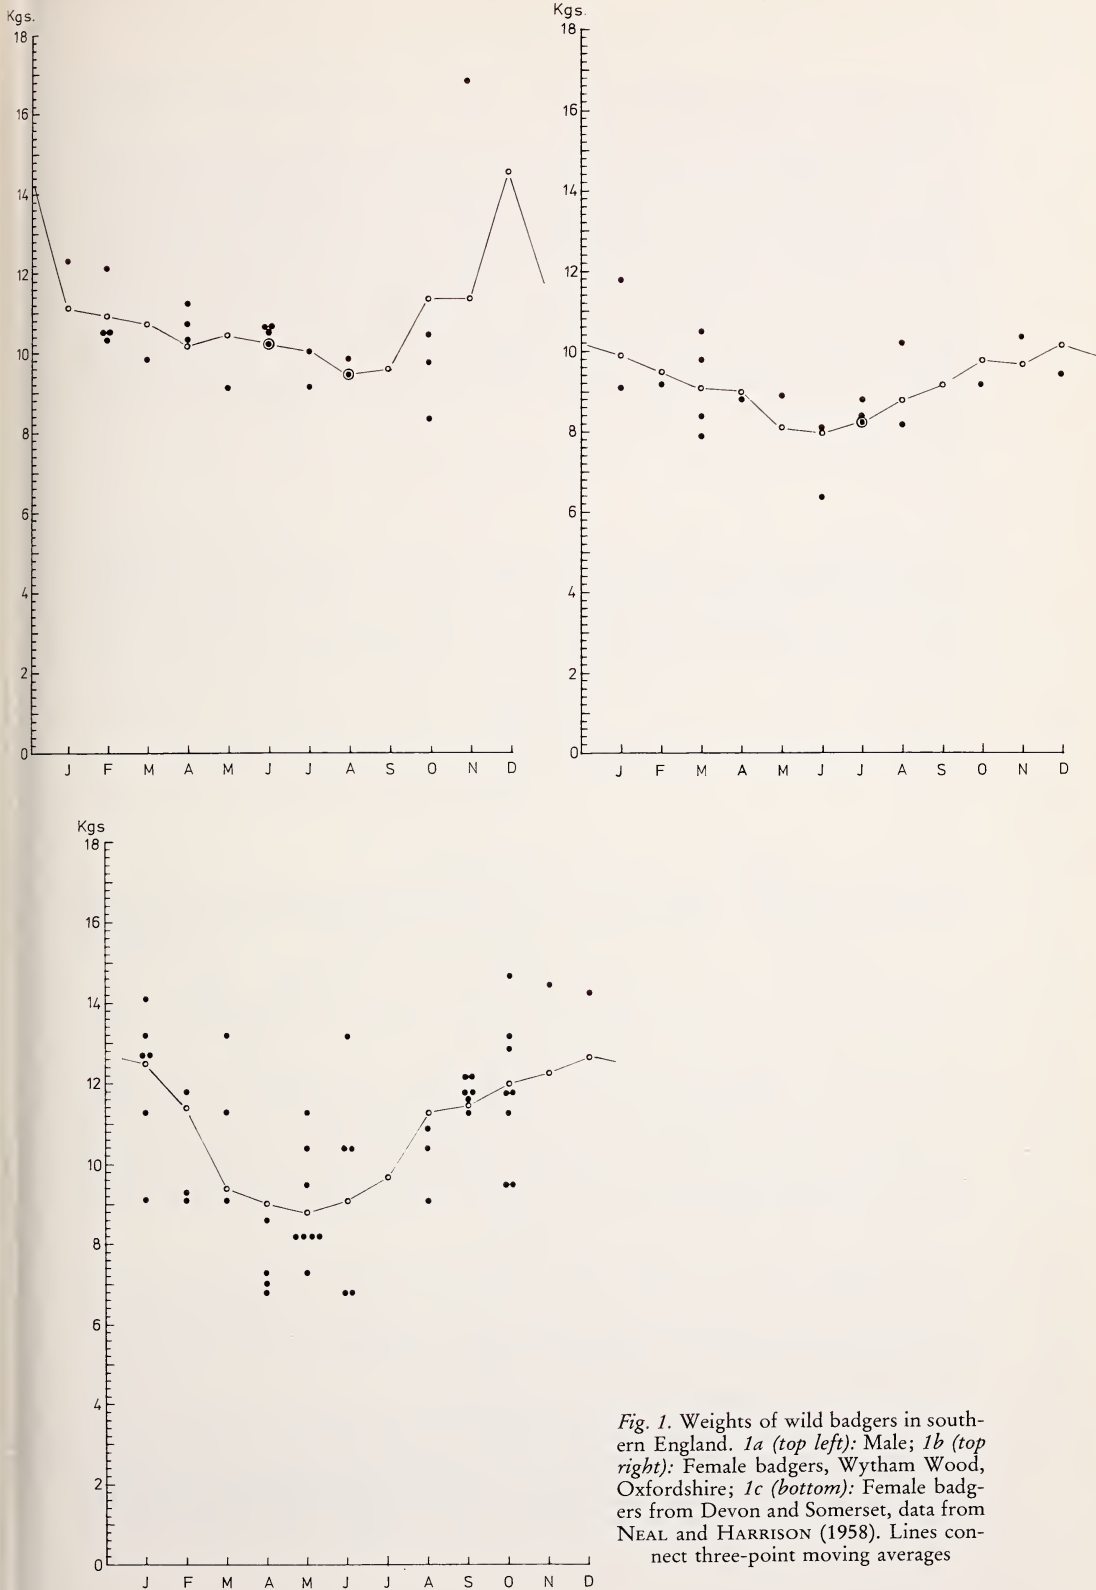 Kgs.
18
16
14
12
10
8
6
4
2
0
J F M A M J J A S O N D
Kgs.
18
16
14
12
10
8
6
4
2
0
J F M A M J J A S O N D
Kgs
18
16
14
12
10
8
6
4
2
0
J F M A M J J A S O N D
Fig. 1. Weights of wild badgers in south-
ern England. 1a (top left): Male; 1b (top
right): Female badgers, Wytham Wood,
Oxfordshire; 1c (bottom): Female badg-
ers from Devon and Somerset, data from
NEAL and HARRISON (1958). Lines con-
nect three-point moving averages